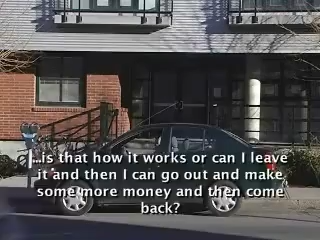 ...is that how it works or can I leave
it and then I can go out and make
some more money and then come
back?